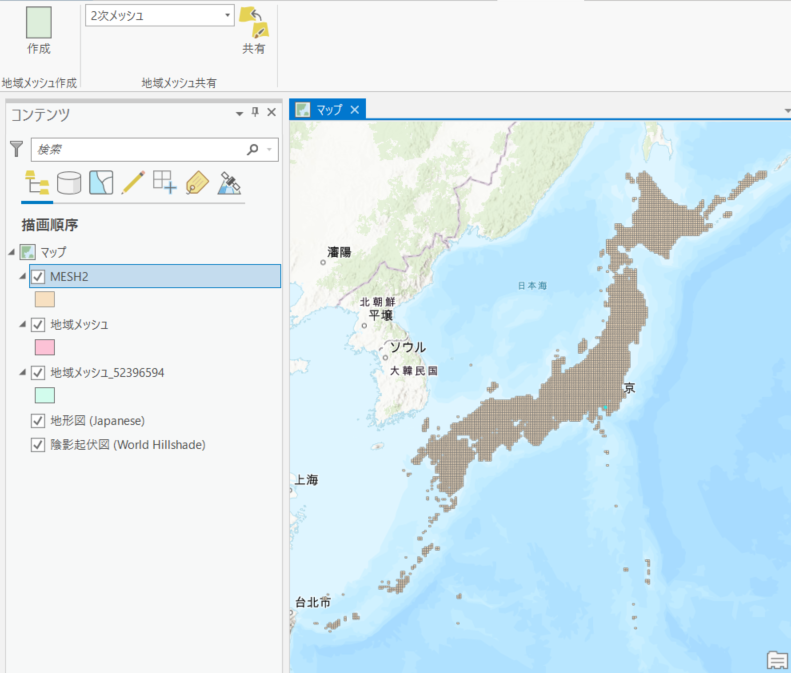 2次メッシュ
作成
共有
地域メッシュ作成
地域メッシュ共有
コンテンツ
マップ
検索
描画順序
マップ
MESH2
地域メッシュ
地域メッシュ_52396594
地形図 (Japanese)
陰影起伏図 (World Hillshade)
瀋陽
日本海
北朝鮮
平壌
ソウル
大韓民国
京
上海
台北市